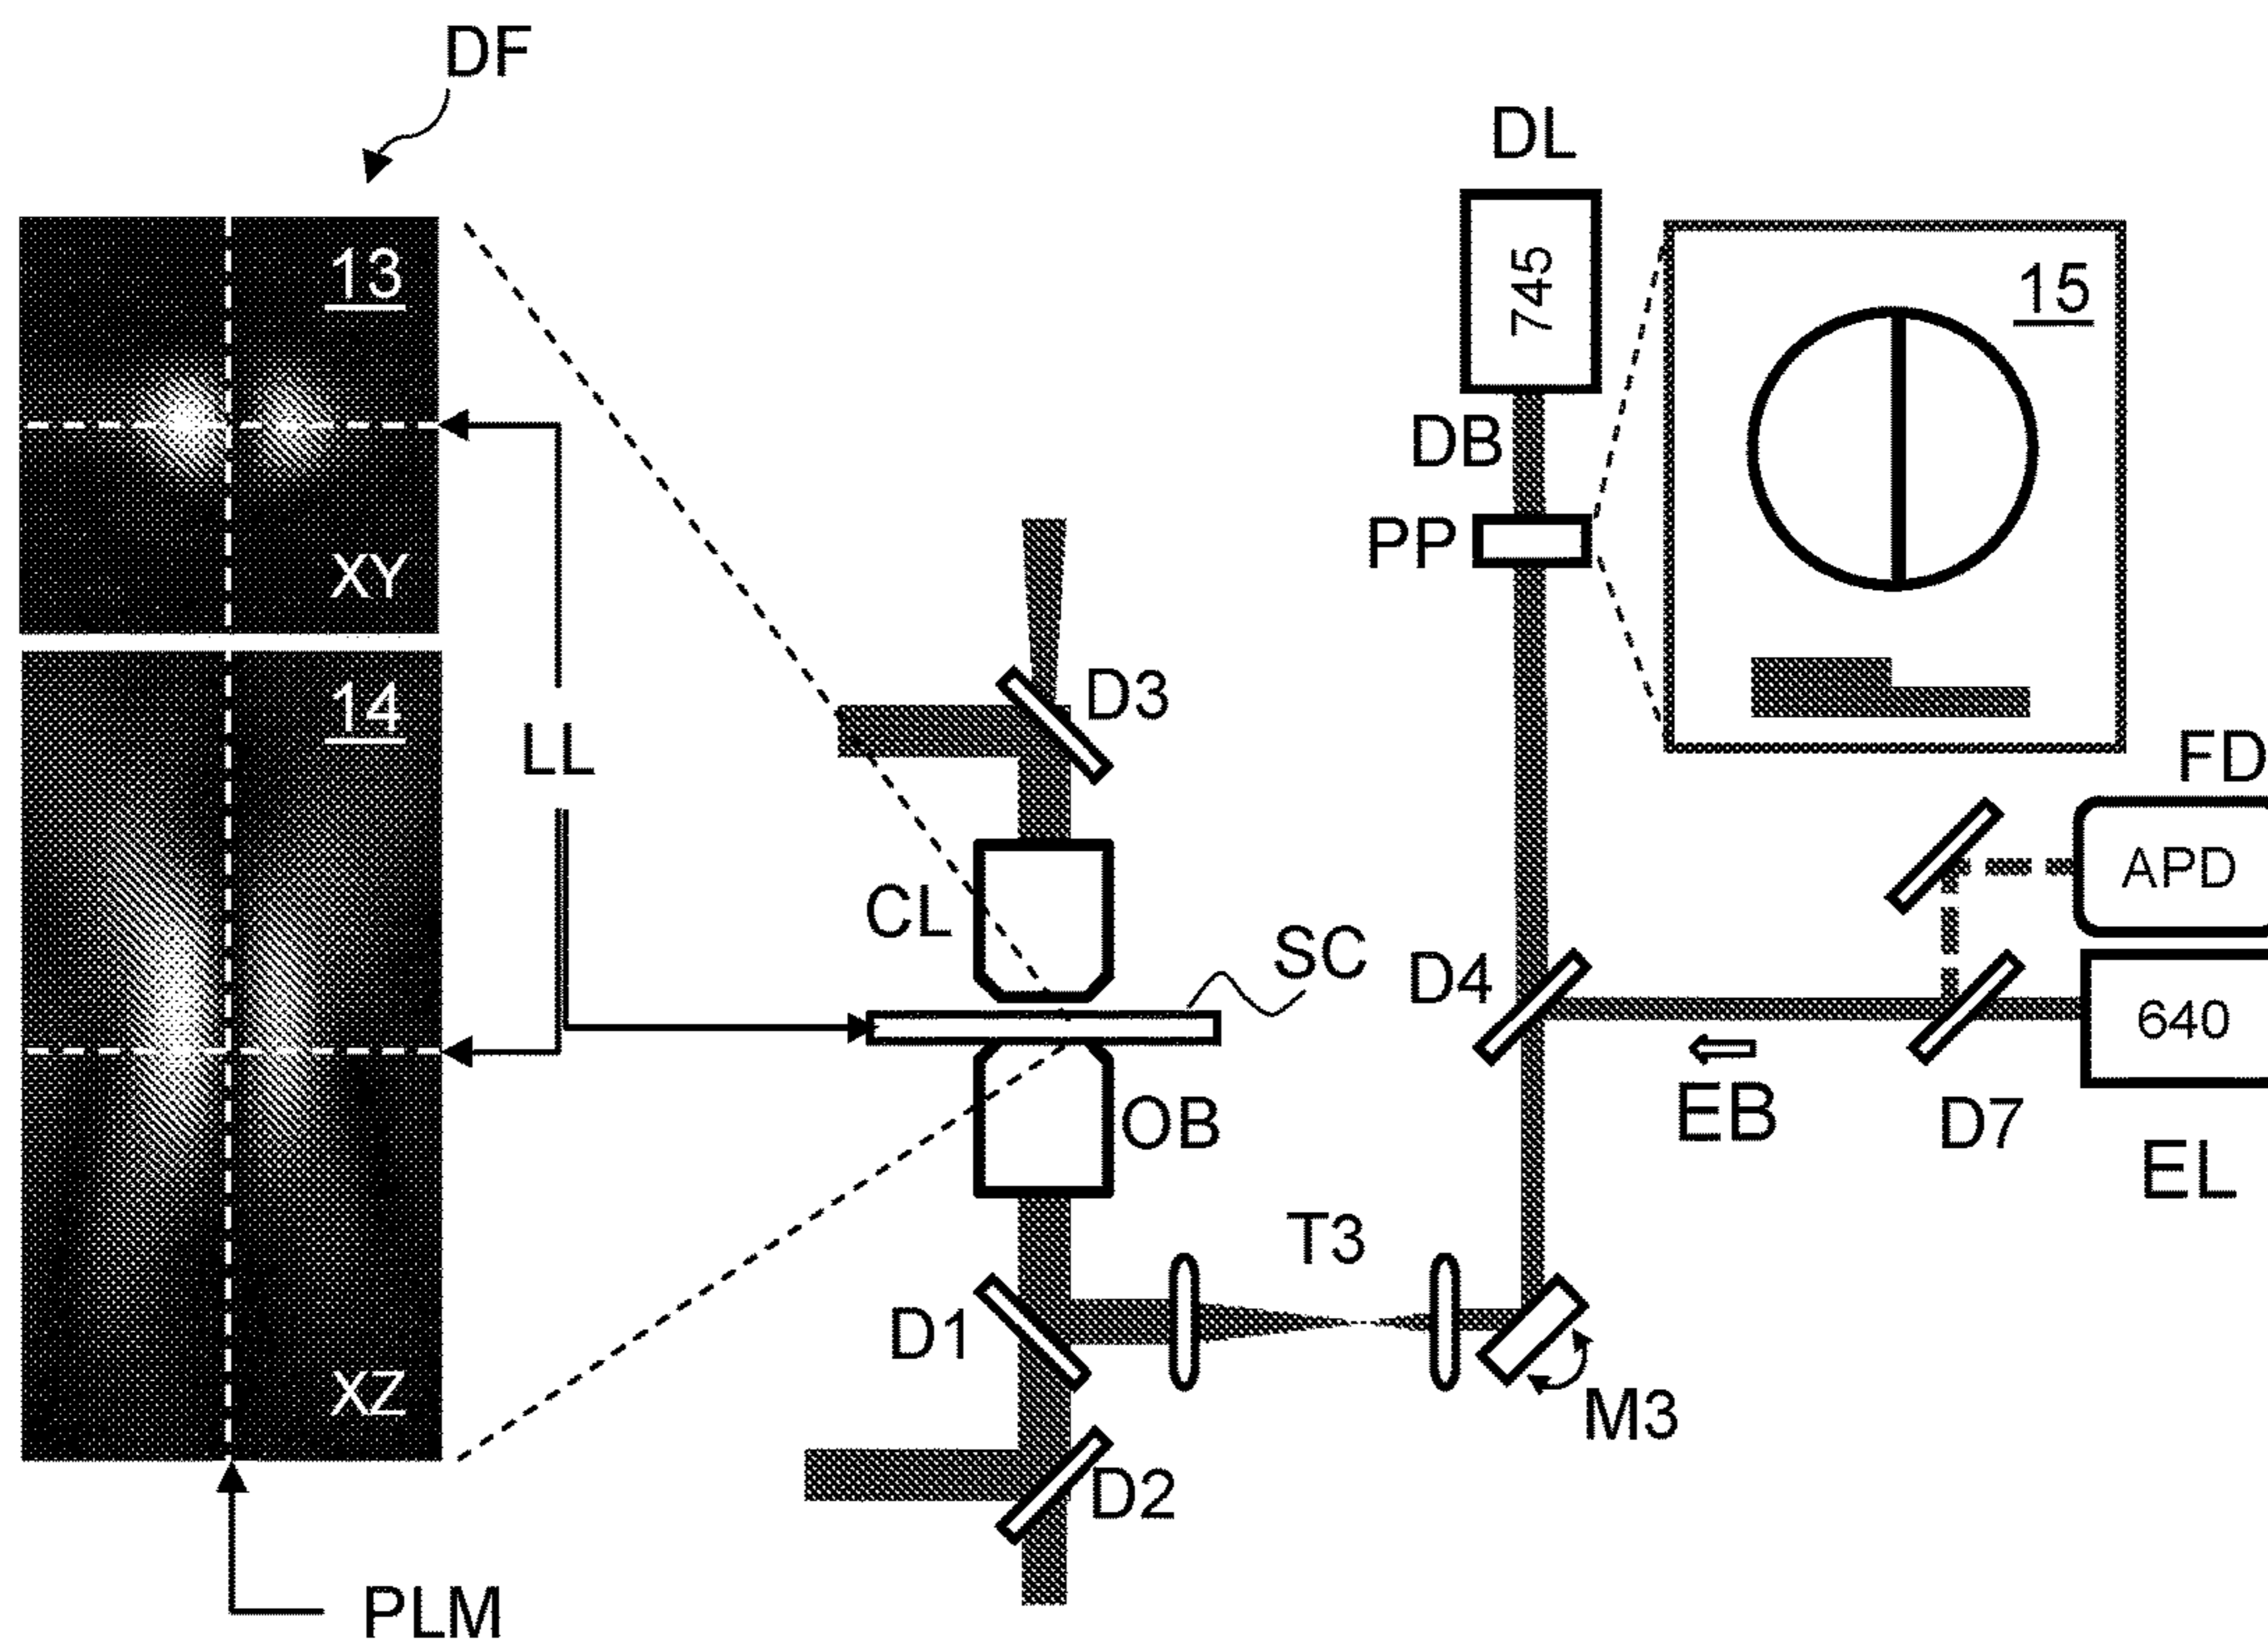 DF
DL
745
13
15
DB
PP
XY
D3
14
LL
FD
APD
CL
SC
D4
640
EB
D7
OB
EL
T3
D1
XZ
M3
D2
PLM